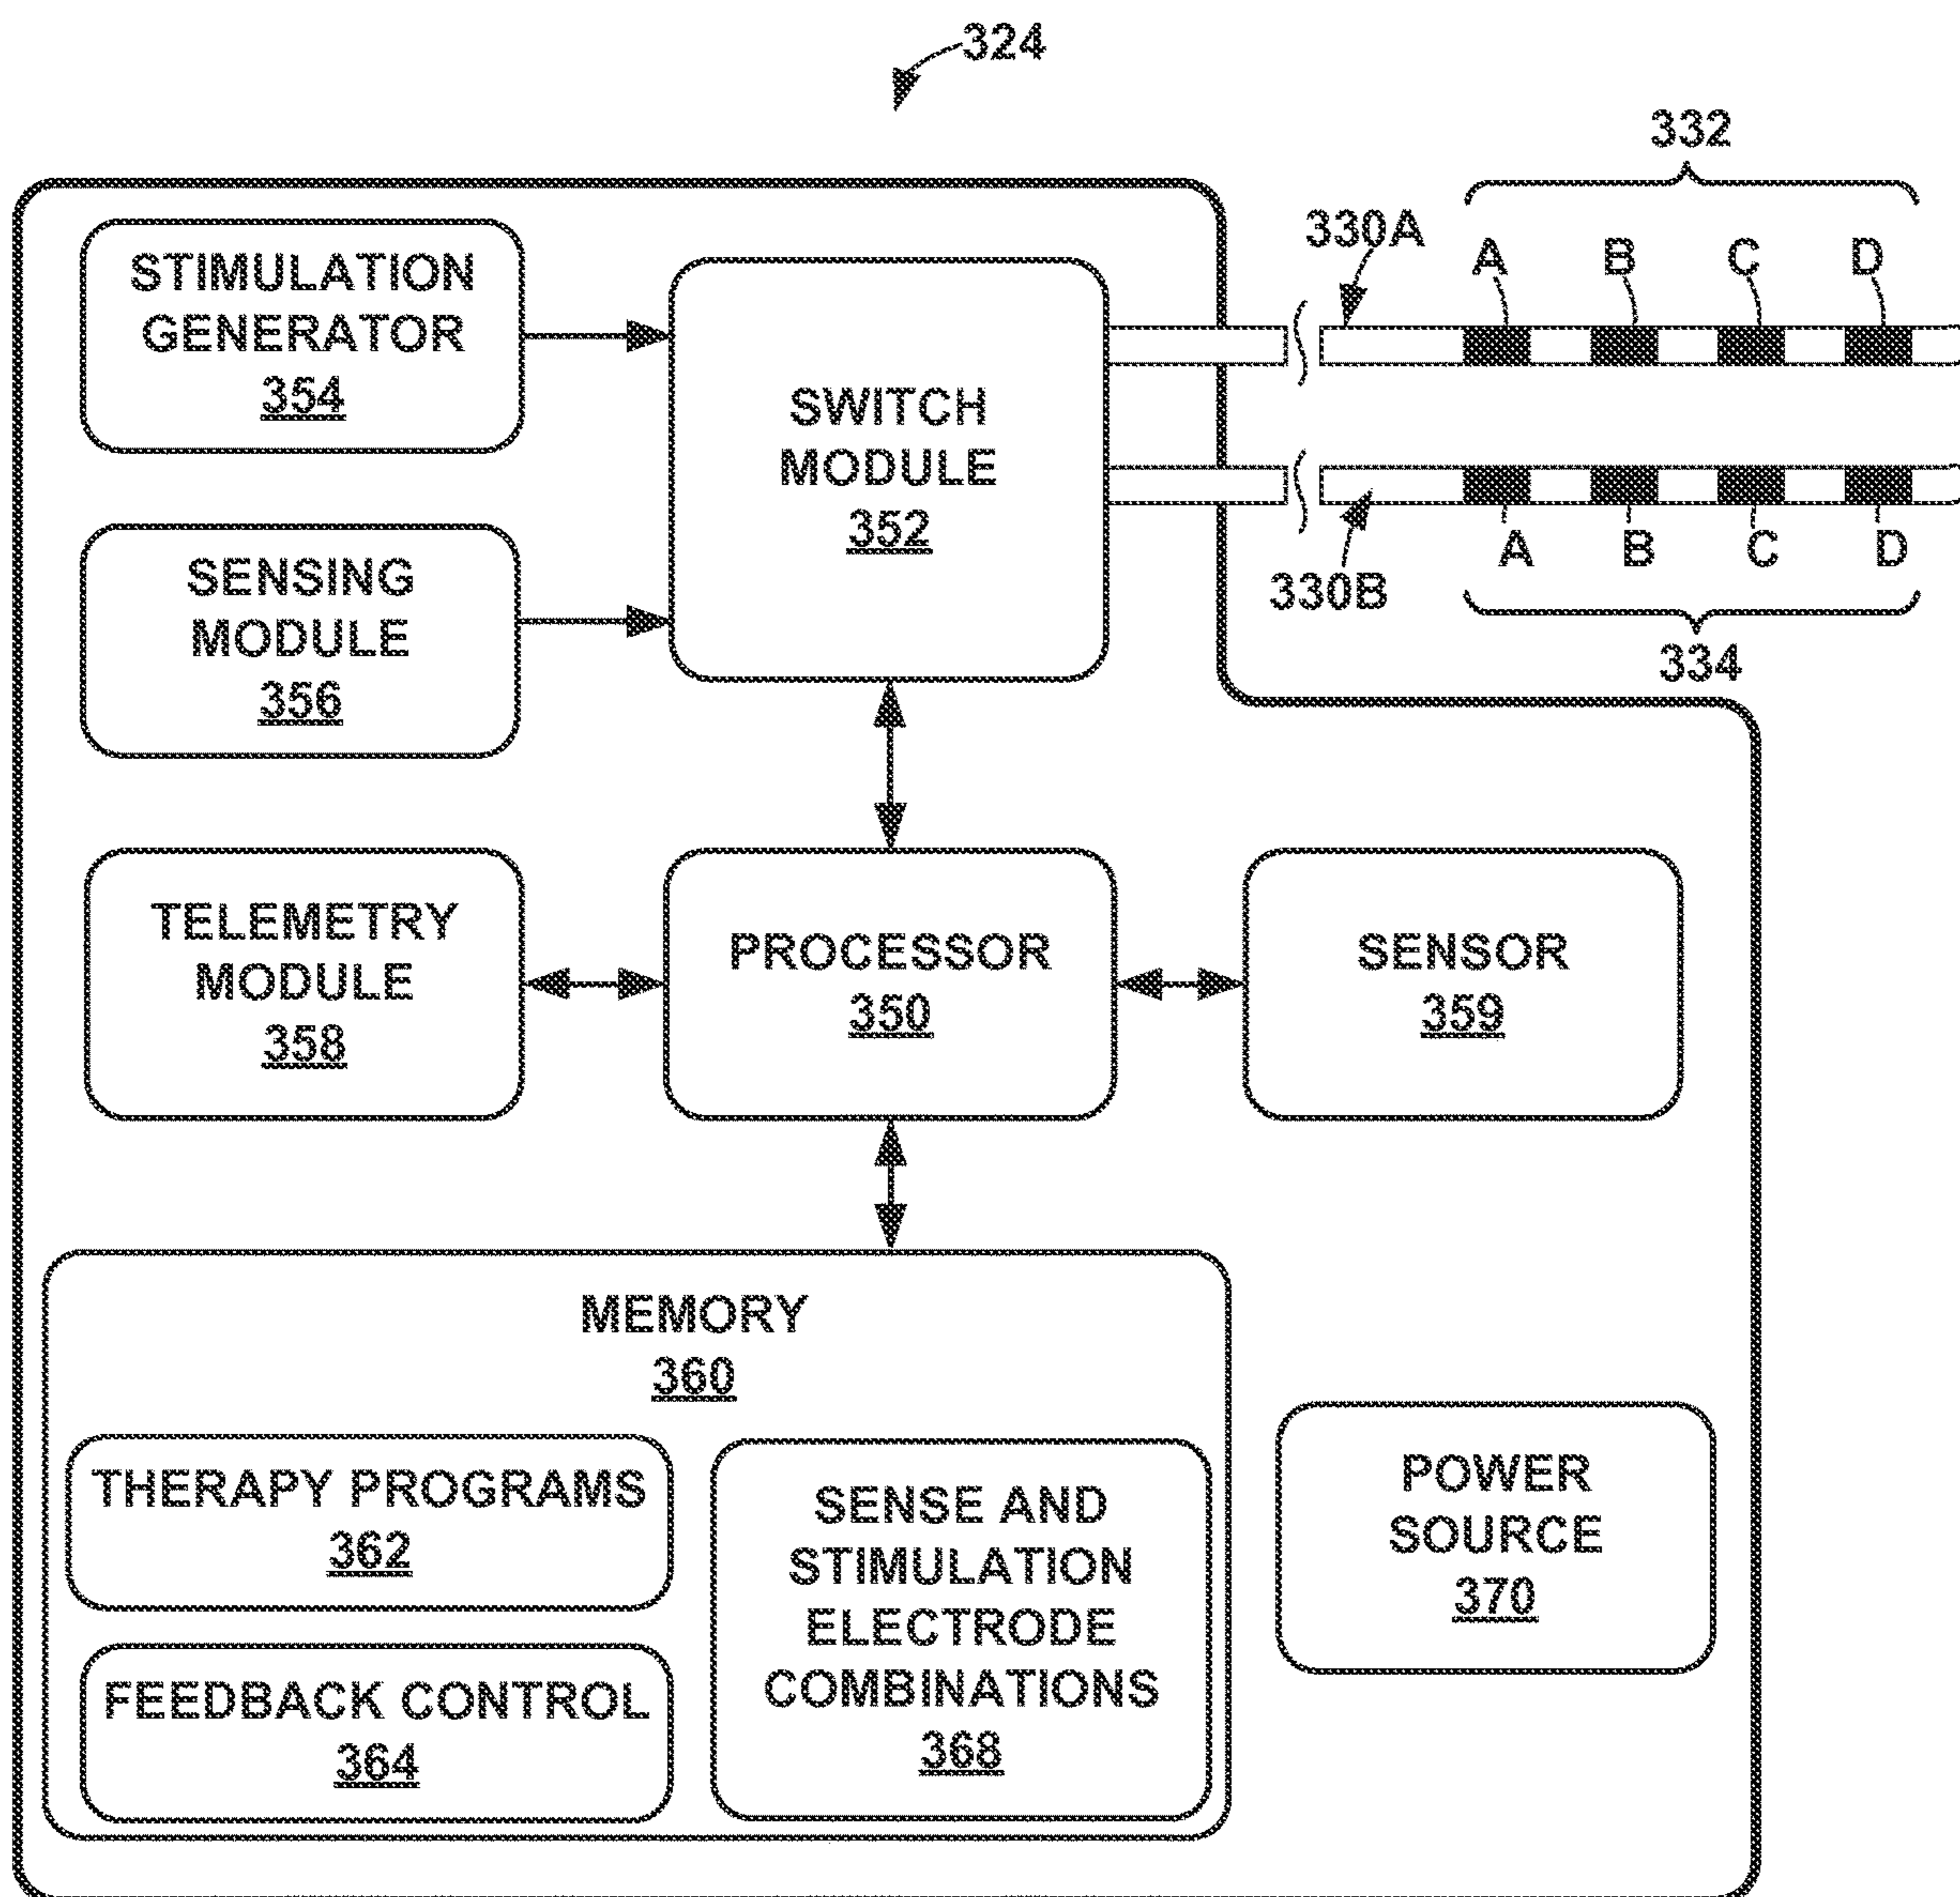 324
332
330A
A B C D
STIMULATION
GENERATOR
354
SWITCH
MODULE
352
A B C D
330B
334
SENSING
MODULE
356
TELEMETRY
MODULE
358
PROCESSOR
350
SENSOR
359
MEMORY
360
THERAPY PROGRAMS
362
FEEDBACK CONTROL
364
SENSE AND
STIMULATION
ELECTRODE
COMBINATIONS
368
POWER
SOURCE
370